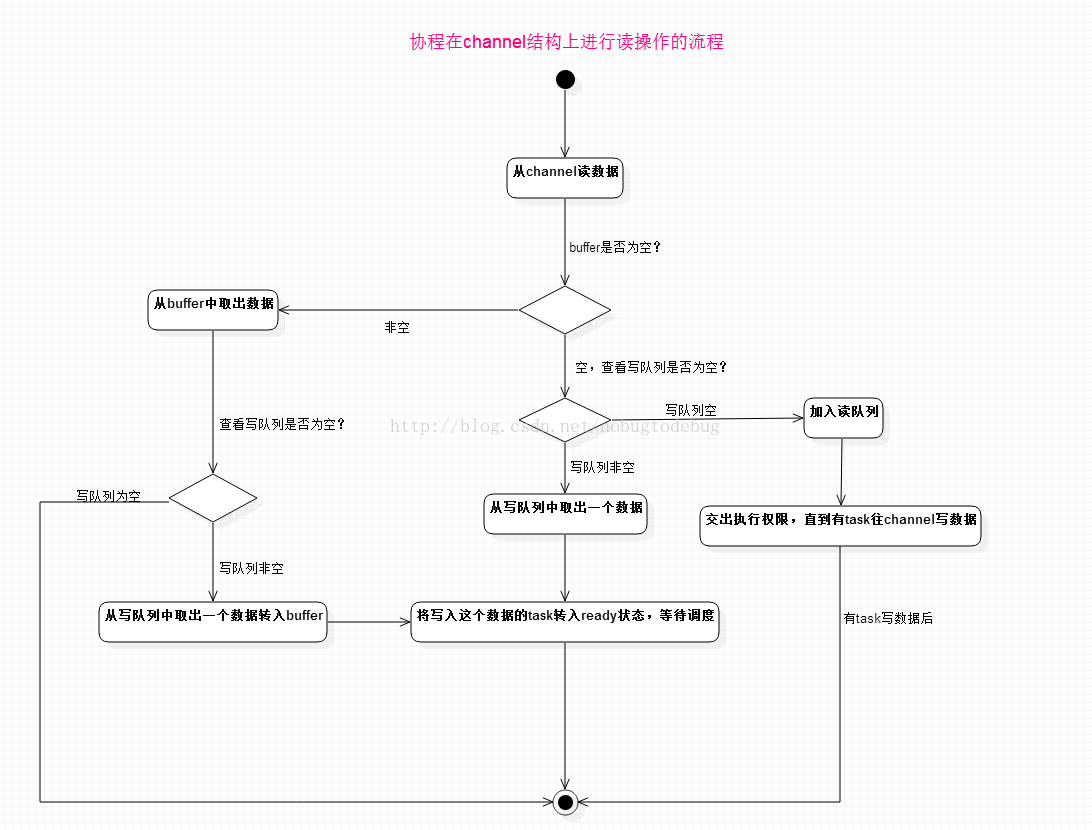 协程在channel结构上进行读操作的流程
从channel读数据
buffer是否为空?
从buffer中取出数据
非空
空，查看写队列是否为空?
写队列空
加入读队列
查看写队列是否为空?
http://blog.csdn.net/nobugtodebug
写队列非空
写队列为空
从写队列中取出一个数据
交出执行权限，直到有task往channel写数据
写队列非空
从写队列中取出一个数据转入buffer
将写入这个数据的task转入ready状态，等待调度
有task写数据后